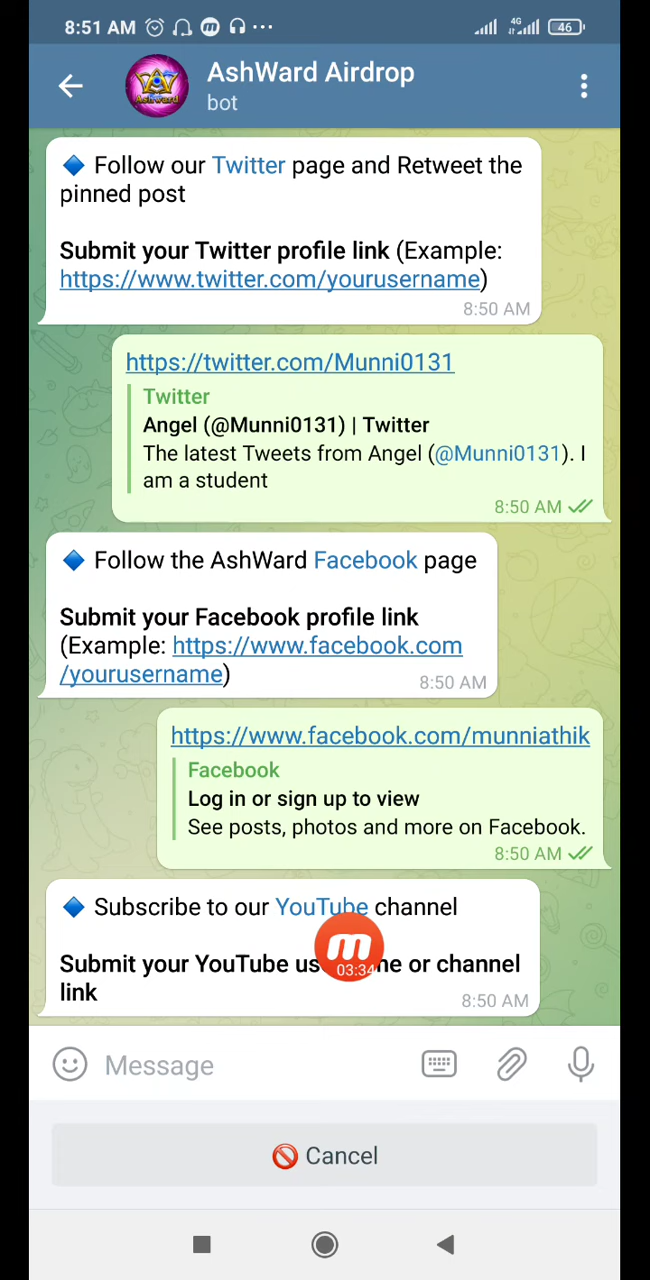 8:51 AM
4G
46
AshWard Airdrop
bot
Ashward
Follow our Twitter page and Retweet the
pinned post
Submit your Twitter profile link (Example:
https://www.twitter.com/yourusername)
8:50 AM
https://twitter.com/Munni0131
Twitter
Angel (@Munni0131) | Twitter
The latest Tweets from Angel (@Munni0131). I
am a student
8:50 AM
Follow the AshWard Facebook page
Submit your Facebook profile link
(Example: https://www.facebook.com
/yourusername)
8:50 AM
https://www.facebook.com/munniathik
Facebook
Log in or sign up to view
See posts, photos and more on Facebook.
8:50 AM
Subscribe to our YouTube channel
m
03:34
Submit your YouTube or channel
link
8:50 AM
Message
Cancel